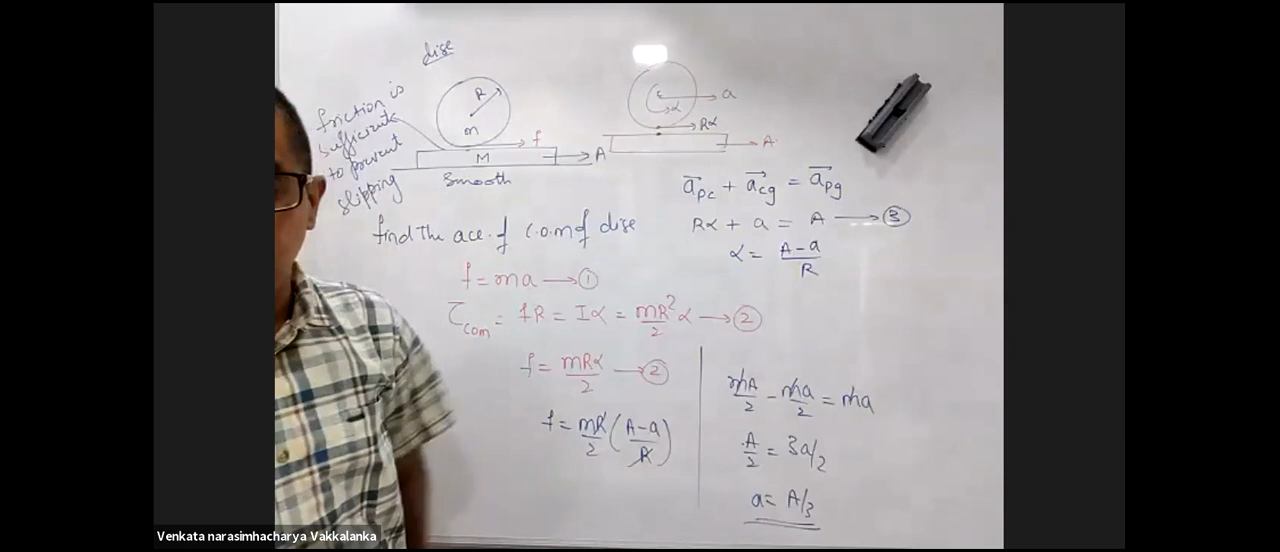 disc
friction is
sufficient
to prevent
slipping
R
m
f
M
A
Smooth
a
α
Rα
A
find the acc. of C.O.M of disc
f = ma → ①
τcom = fR = Iα = mR²/2 α → ②
f = mRα/2 → ②
f = mR/2 (A-a/R)
a⃗pc + a⃗cg = a⃗pg
Rα + a = A → ③
α = A-a/R
mA/2 - ma/2 = ma
A/2 = 3a/2
a = A/3
Venkata narasimhacharya Vakkalanka